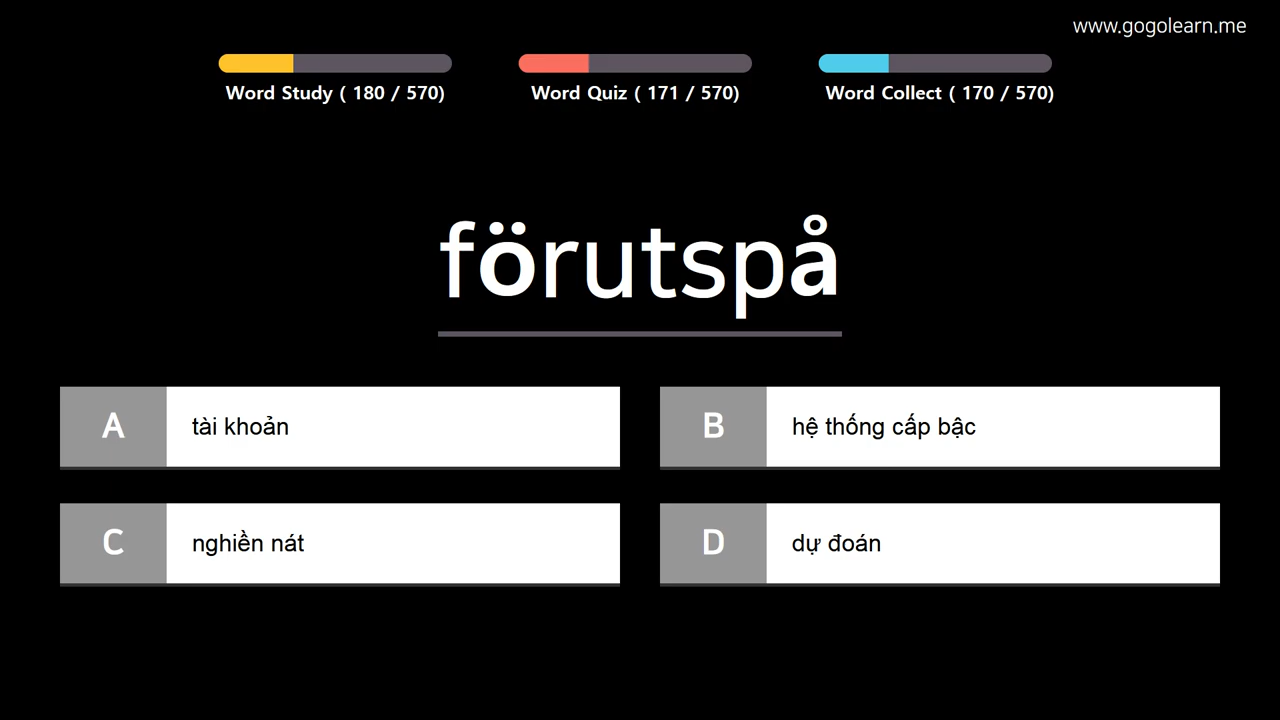 www.gogolearn.me
Word Study ( 180 / 570)
Word Quiz ( 171 / 570)
Word Collect ( 170 / 570)
förutspå
A tài khoản
B hệ thống cấp bậc
C nghiền nát
D dự đoán